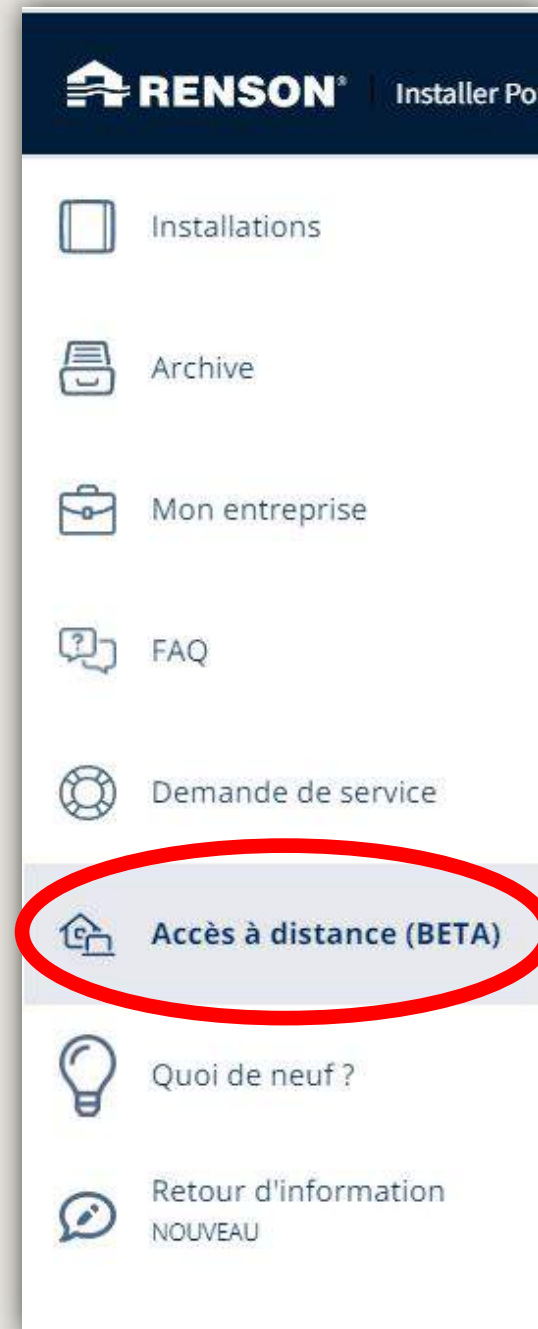 RENSON® Installer Po
Installations
Archive
Mon entreprise
FAQ
Demande de service
Accès à distance (BETA)
Quoi de neuf ?
Retour d'information
NOUVEAU